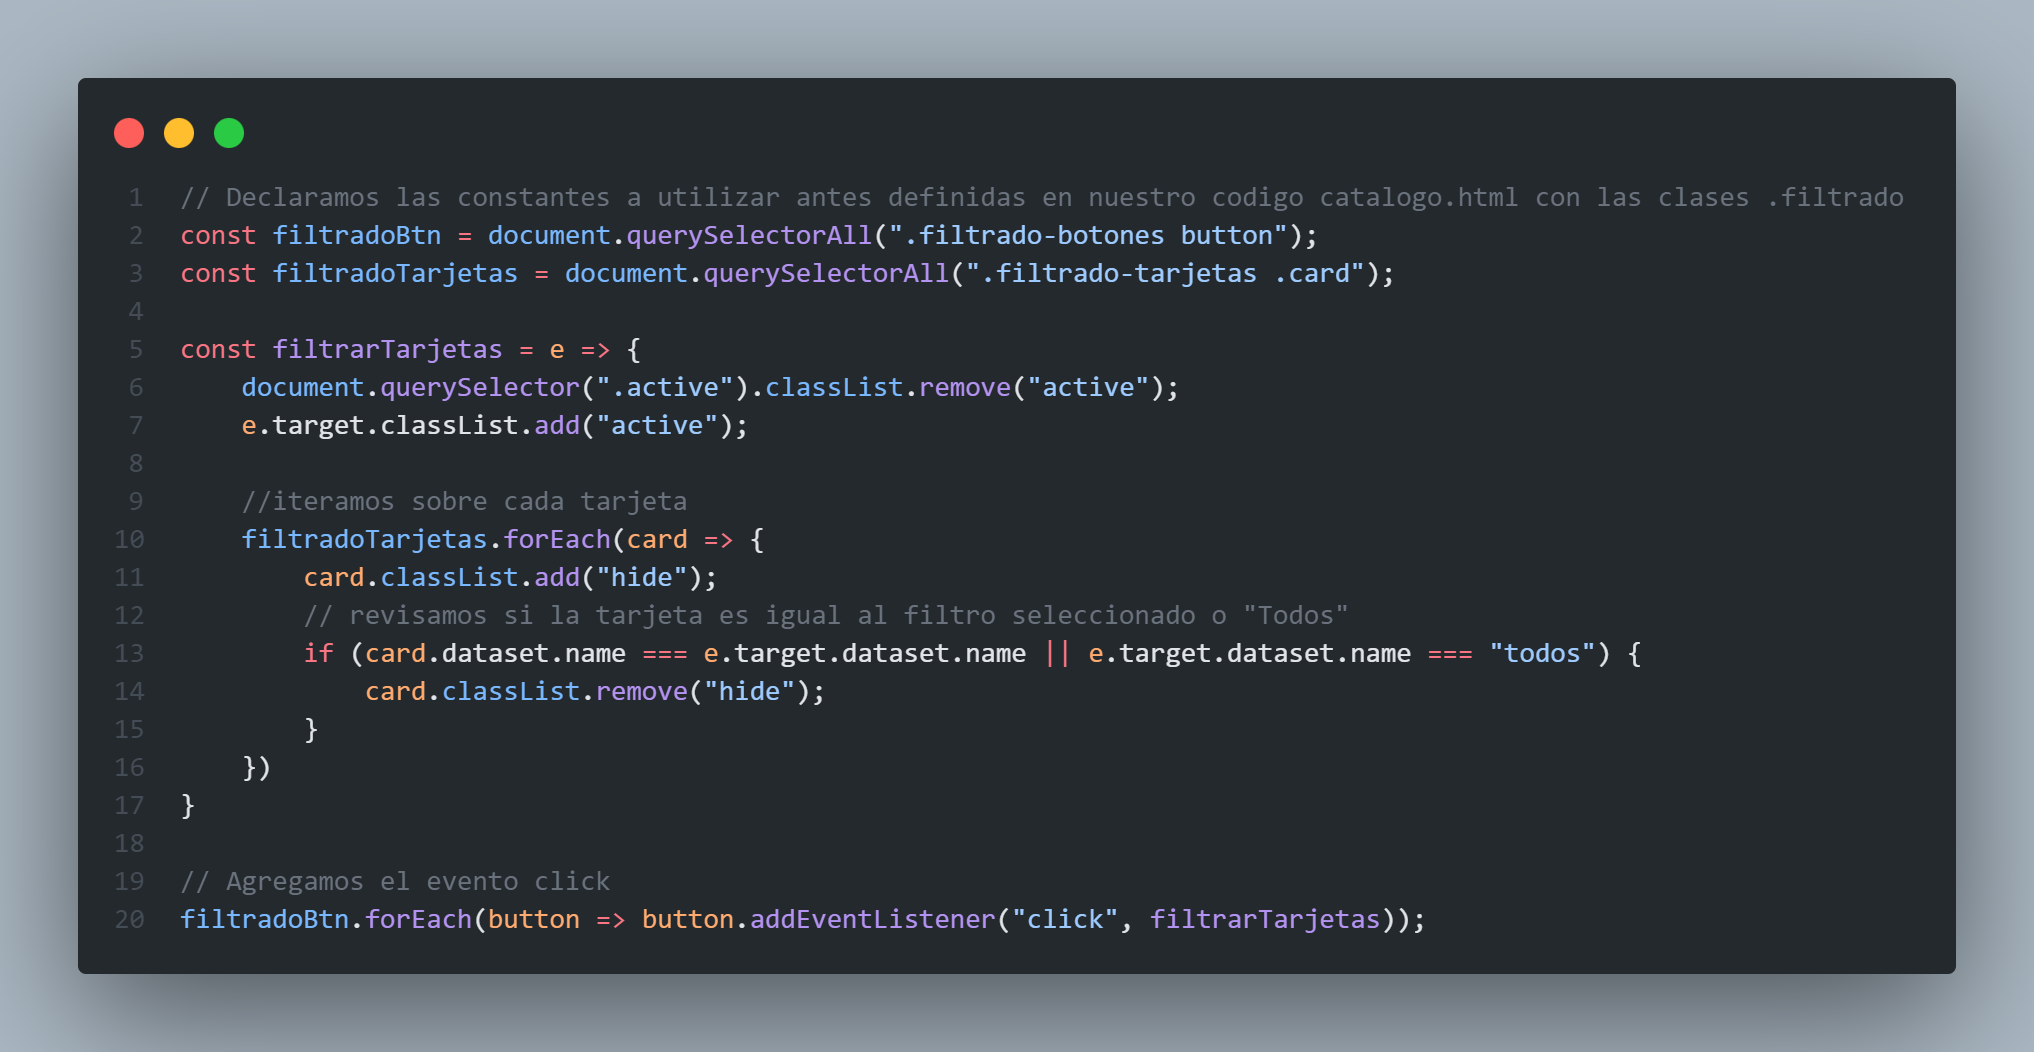 1 // Declaramos las constantes a utilizar antes definidas en nuestro codigo catalogo.html con las clases .filtrado
2 const filtradoBtn = document.querySelectorAll(".filtrado-botones button");
3 const filtradoTarjetas = document.querySelectorAll(".filtrado-tarjetas .card");
4
5 const filtrarTarjetas = e => {
6     document.querySelector(".active").classList.remove("active");
7     e.target.classList.add("active");
8
9     //iteramos sobre cada tarjeta
10     filtradoTarjetas.forEach(card => {
11         card.classList.add("hide");
12         // revisamos si la tarjeta es igual al filtro seleccionado o "Todos"
13         if (card.dataset.name === e.target.dataset.name || e.target.dataset.name === "todos") {
14             card.classList.remove("hide");
15         }
16     })
17 }
18
19 // Agregamos el evento click
20 filtradoBtn.forEach(button => button.addEventListener("click", filtrarTarjetas));